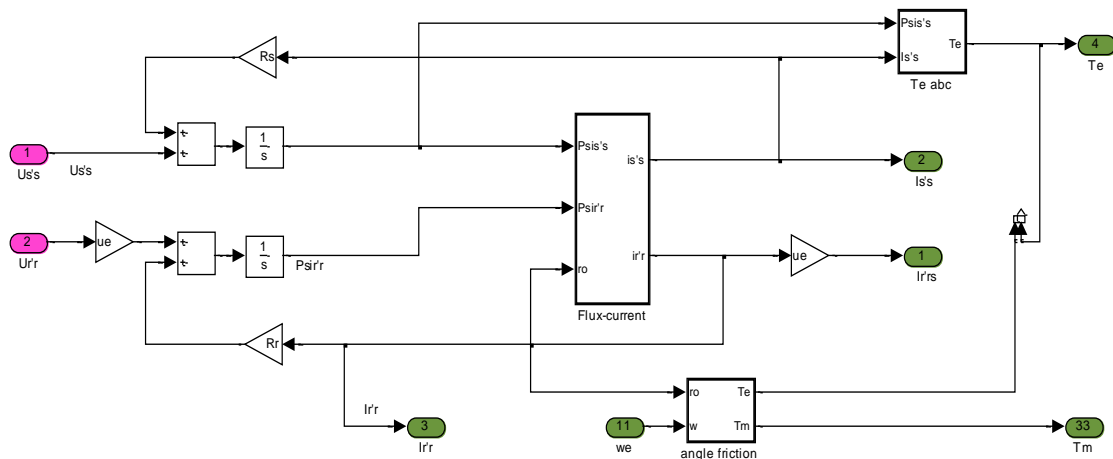 Psis's
Is's
Te
Te abc
4
Te
Rs
1
Us's
Us's
1
s
Psis's
Psir'r
ro
is's
ir'r
Flux-current
2
Is's
2
Ur'r
ue
1
s
Psir'r
ue
1
Ir'rs
Rr
Ir'r
3
Ir'r
11
we
ro
w
Te
Tm
angle friction
33
Tm